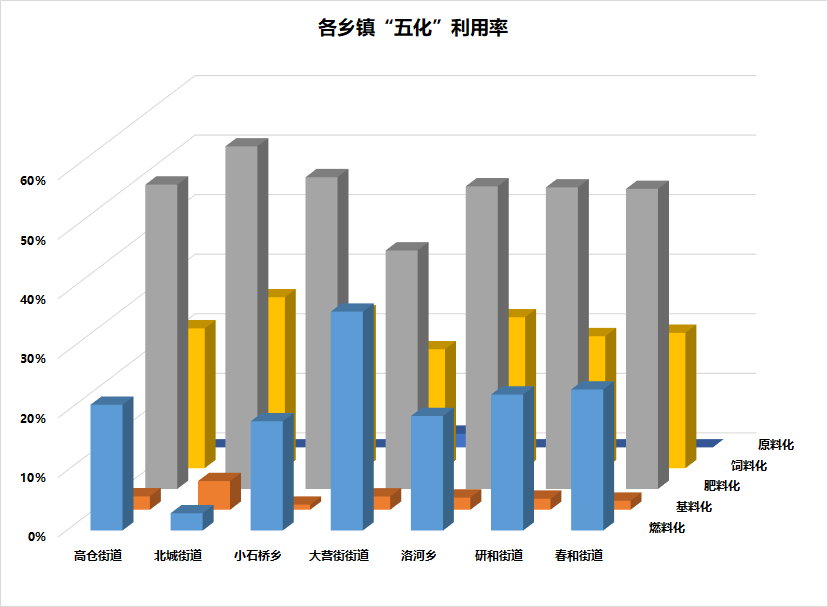 各乡镇“五化”利用率
60%
50%
40%
30%
20%
10%
0%
原料化
饲料化
肥料化
基料化
燃料化
高仓街道 北城街道 小石桥乡 大营街街道 洛河乡 研和街道 春和街道